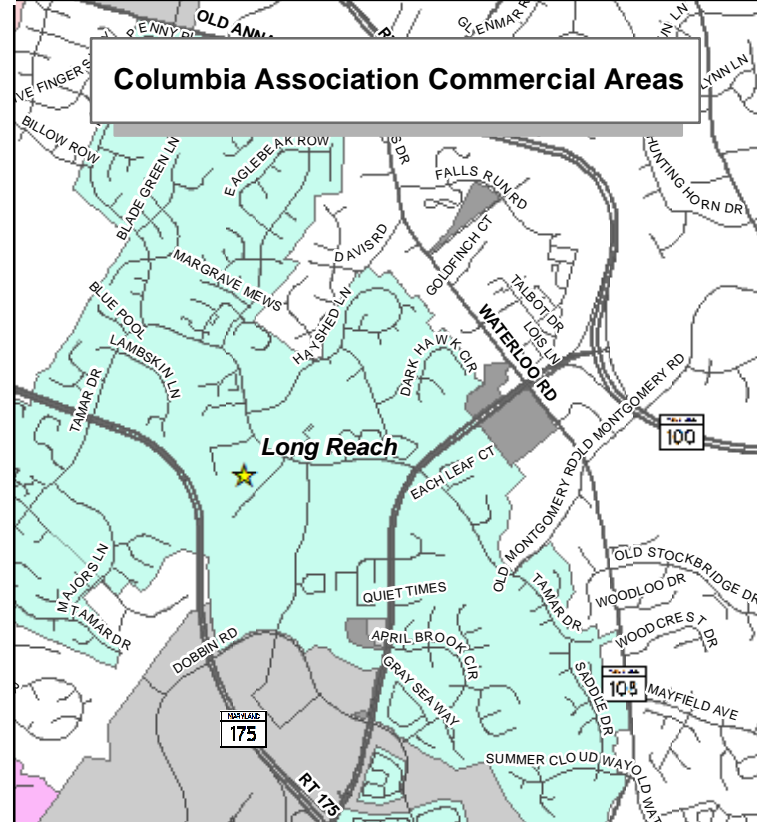 OLD ANNA
GLENMAR R
LYNN LN
Columbia Association Commercial Areas
BILLOW ROW
EAGLEBEAK ROW
S DR
FALLS RUN RD
HUNTING HORN DR
BLADE GREEN LN
DAVIS RD
GOLDFINCH CT
MARGRAVE MEWS
TALBOT DR
BLUE POOL
HAYSHED LN
WATERLOO RD
LOIS LN
LAMBSKIN LN
DARK HAWK CIR
TAMAR DR
OLD MONTGOMERY RD
100
Long Reach
EACH LEAF CT
OLD MONTGOMERY RD
OLD STOCKBRIDGE DR
MAJORS LN
QUIET TIMES
TAMAR DR
WOODLOO DR
TAMAR DR
APRIL BROOK CIR
WOOD CREST DR
DOBBIN RD
GRAY SEA WAY
SADDLE DR
108
MAYFIELD AVE
MARYLAND
175
SUMMER CLOUD WAY
OLD WAT
RT 175